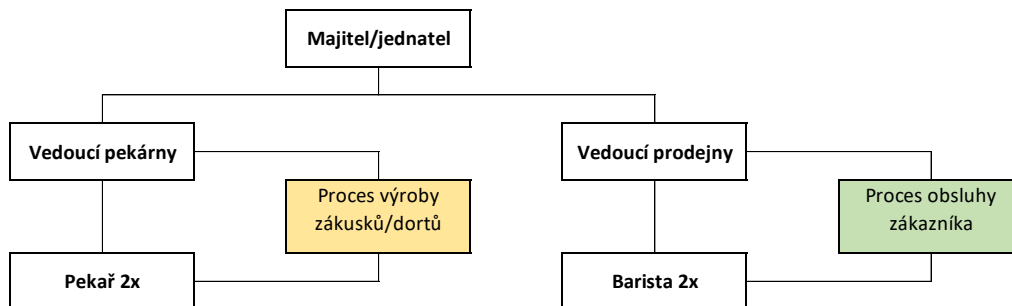 Majitel/jednatel
Vedoucí pekárny
Vedoucí prodejny
Proces výroby
zákusků/dortů
Proces obsluhy
zákazníka
Pekař 2x
Barista 2x